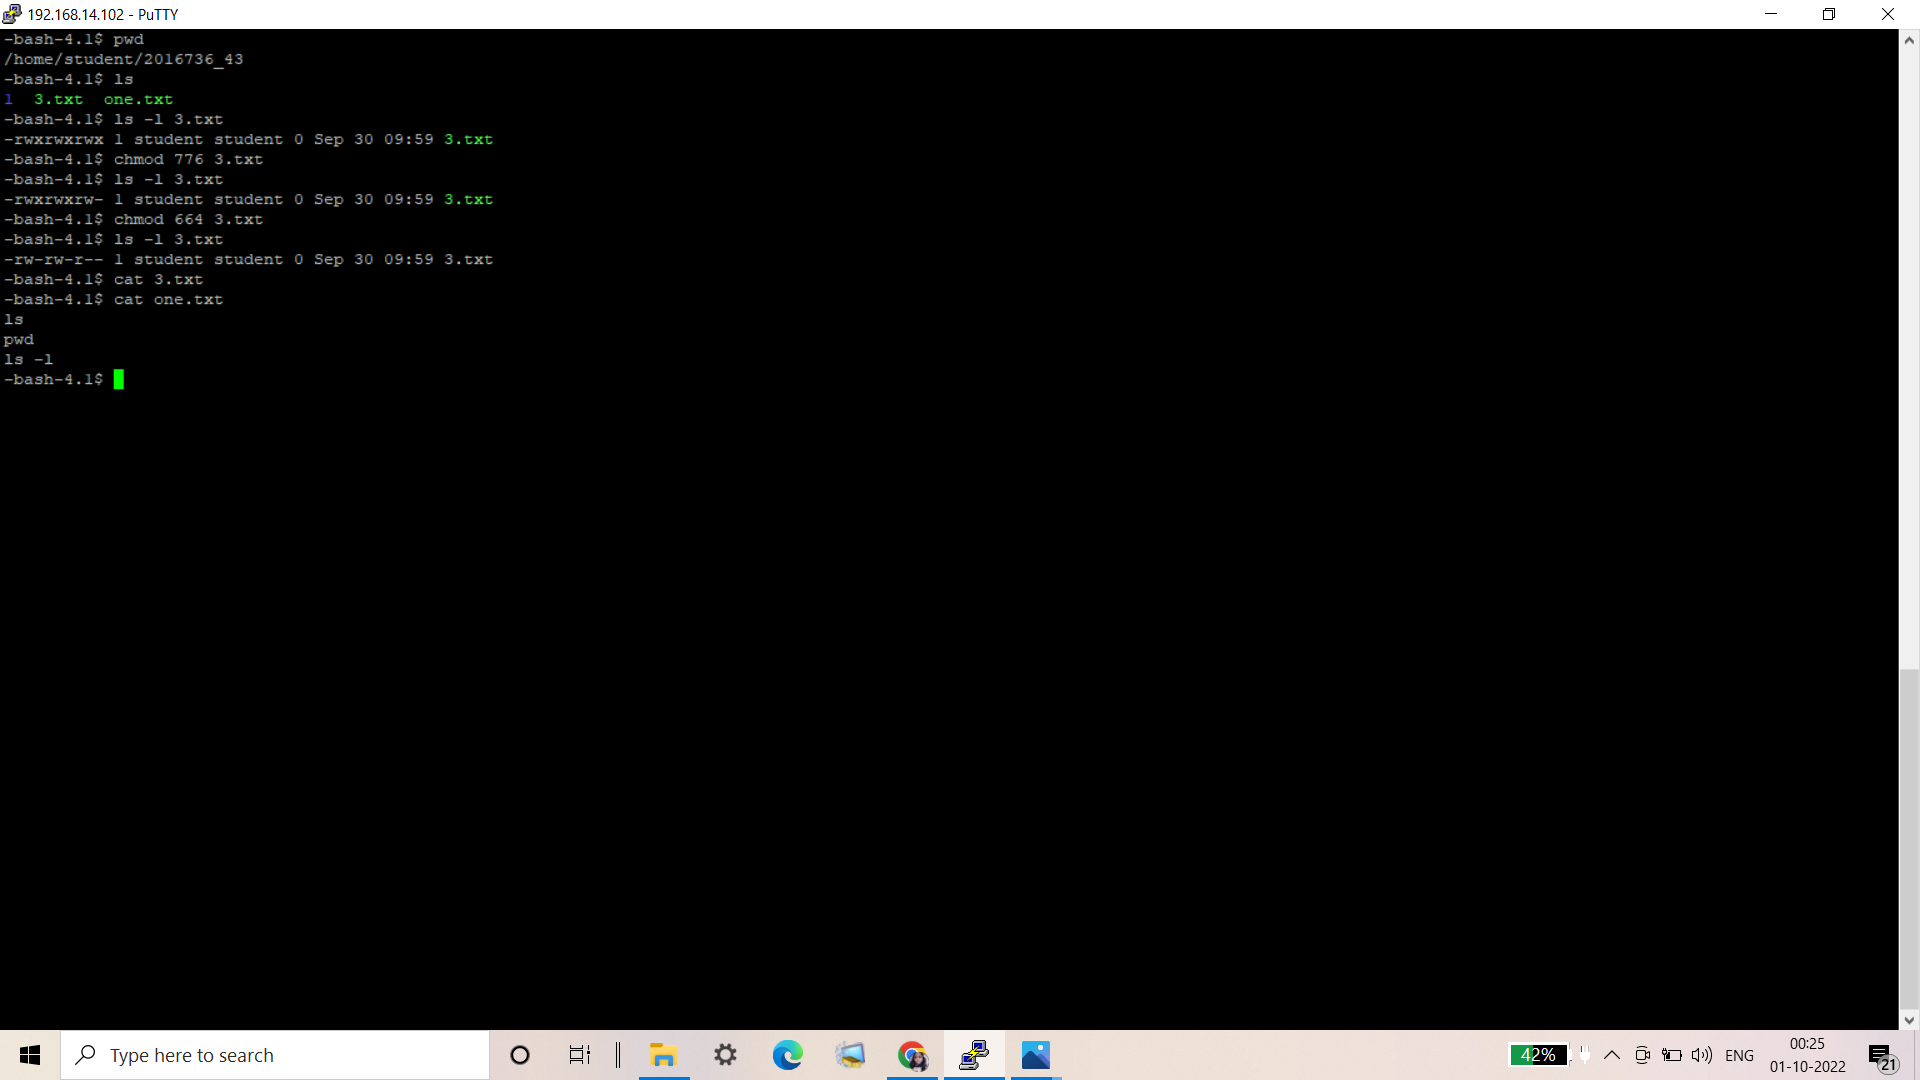 192.168.14.102 - PuTTY
-bash-4.1$ pwd
/home/student/2016736_43
-bash-4.1$ ls
1  3.txt  one.txt
-bash-4.1$ ls -l 3.txt
-rwxrwxrwx 1 student student 0 Sep 30 09:59 3.txt
-bash-4.1$ chmod 776 3.txt
-bash-4.1$ ls -l 3.txt
-rwxrwxrw- 1 student student 0 Sep 30 09:59 3.txt
-bash-4.1$ chmod 664 3.txt
-bash-4.1$ ls -l 3.txt
-rw-rw-r-- 1 student student 0 Sep 30 09:59 3.txt
-bash-4.1$ cat 3.txt
-bash-4.1$ cat one.txt
ls
pwd
ls -l
-bash-4.1$
Type here to search
42%
ENG
00:25
01-10-2022
21